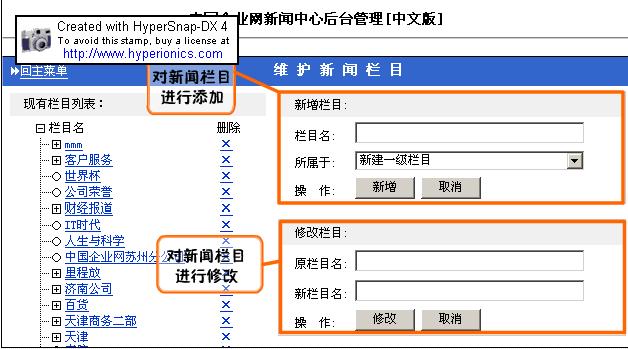 企业网新闻中心后台管理[中文版]
Created with HyperSnap-DX 4
To avoid this stamp, buy a license at
http://www.hyperionics.com
回主菜单
维护新闻栏目
对新闻栏目
进行添加
现有栏目列表：
栏目名 删除
mmm
客户服务
世界杯
公司荣誉
财经报道
IT时代
人生与科学
中国企业网苏州分
里程放
济南公司
百货
天津商务二部
天津
新增栏目:
栏目名:
所属于: 新建一级栏目
操 作: 新增 取消
对新闻栏目
进行修改
修改栏目:
原栏目名:
新栏目名:
操 作: 修改 取消